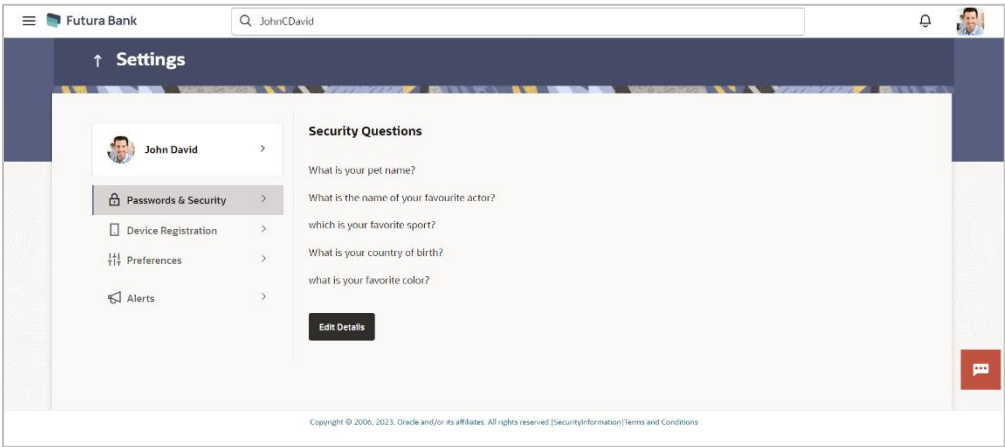 Futura Bank
JohnCDavid
↑ Settings
John David
Passwords & Security
Device Registration
Preferences
Alerts
Security Questions
What is your pet name?
What is the name of your favourite actor?
which is your favorite sport?
What is your country of birth?
what is your favorite color?
Edit Details
Copyright © 2006, 2023, Oracle and/or its affiliates. All rights reserved.|SecurityInformation|Terms and Conditions